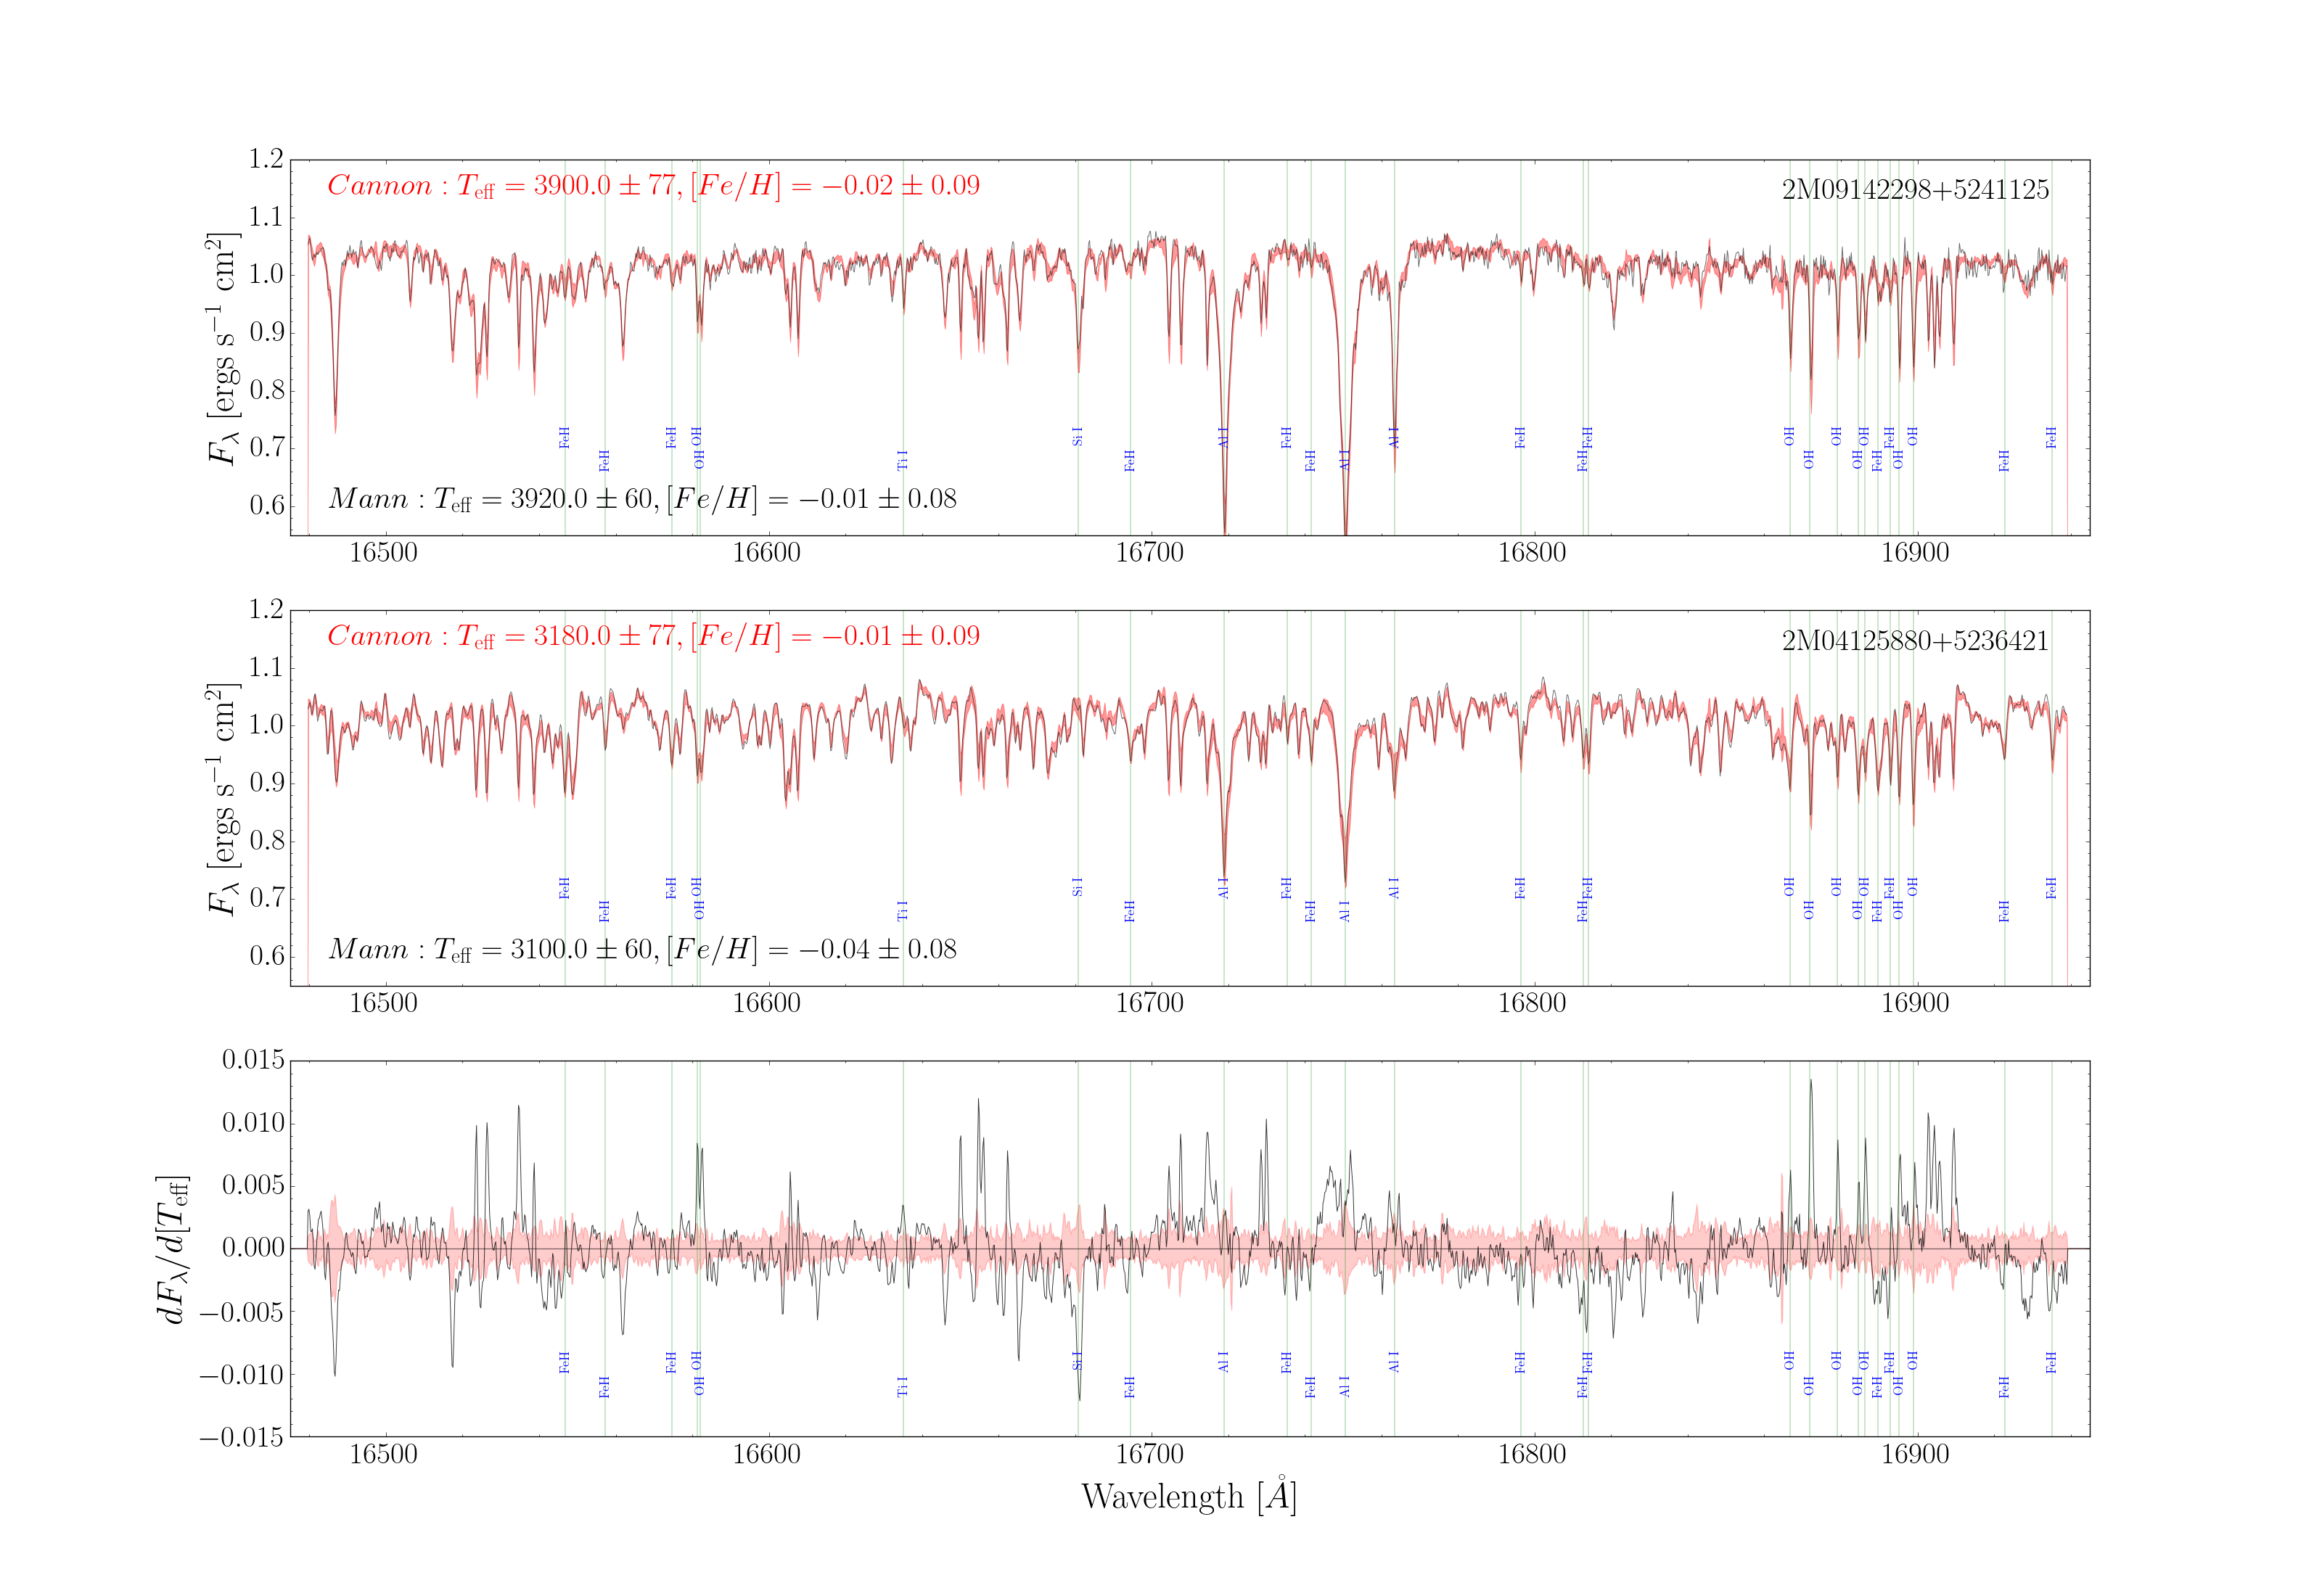 1.2
Cannon : T_eff = 3900.0 ± 77, [Fe/H] = −0.02 ± 0.09
2M09142298+5241125
1.1
1.0
0.9
0.8
0.7
0.6
F_λ [ergs s⁻¹ cm²]
FeH FeH FeH OH OH Ti I Si I FeH Al I FeH FeH Al I Al I FeH FeH FeH OH OH OH OH OH FeH FeH OH OH FeH FeH
Mann : T_eff = 3920.0 ± 60, [Fe/H] = −0.01 ± 0.08
16500 16600 16700 16800 16900
1.2
Cannon : T_eff = 3180.0 ± 77, [Fe/H] = −0.01 ± 0.09
2M04125880+5236421
1.1
1.0
0.9
0.8
0.7
0.6
F_λ [ergs s⁻¹ cm²]
FeH FeH FeH OH OH Ti I Si I FeH Al I FeH FeH Al I Al I FeH FeH FeH OH OH OH OH OH FeH FeH OH OH FeH FeH
Mann : T_eff = 3100.0 ± 60, [Fe/H] = −0.04 ± 0.08
16500 16600 16700 16800 16900
0.015
0.010
0.005
0.000
−0.005
−0.010
−0.015
dF_λ/d[T_eff]
FeH FeH FeH OH OH Ti I Si I FeH Al I FeH FeH Al I Al I FeH FeH FeH OH OH OH OH OH FeH FeH OH OH FeH FeH
16500 16600 16700 16800 16900
Wavelength [Å]